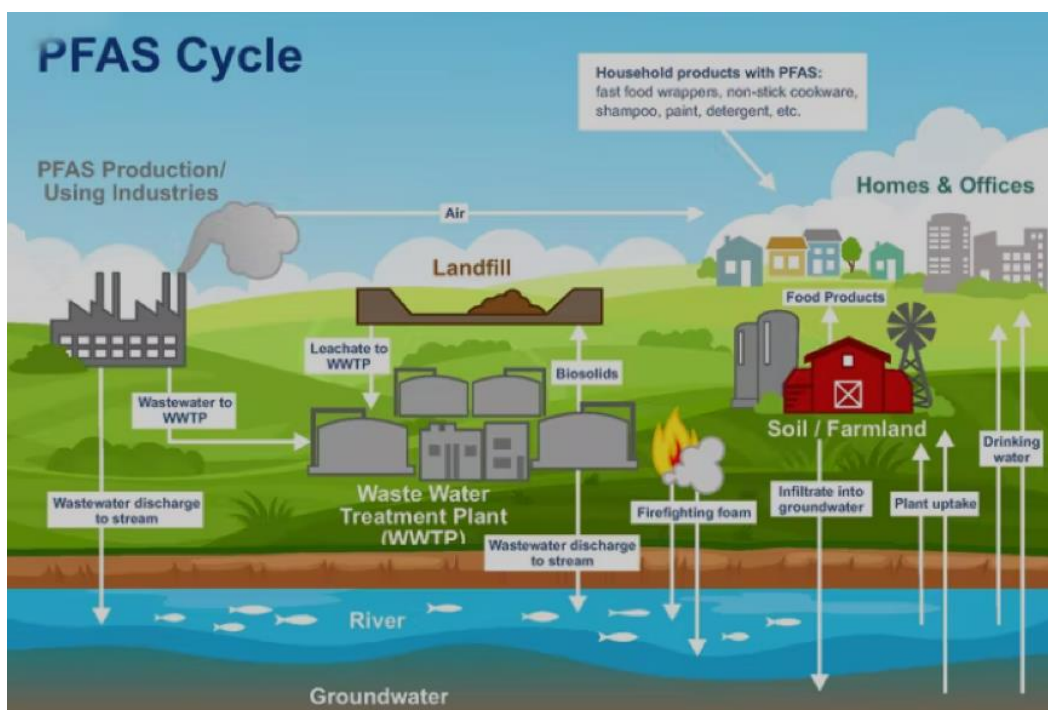 PFAS Cycle
Household products with PFAS:
fast food wrappers, non-stick cookware,
shampoo, paint, detergent, etc.
PFAS Production/
Using Industries
Homes & Offices
Air
Landfill
Food Products
Leachate to
WWTP
Biosolids
Wastewater to
WWTP
Soil / Farmland
Drinking
water
Waste Water
Treatment Plant
(WWTP)
Wastewater discharge
to stream
Firefighting foam
Infiltrate into
groundwater
Plant uptake
Wastewater discharge
to stream
River
Groundwater